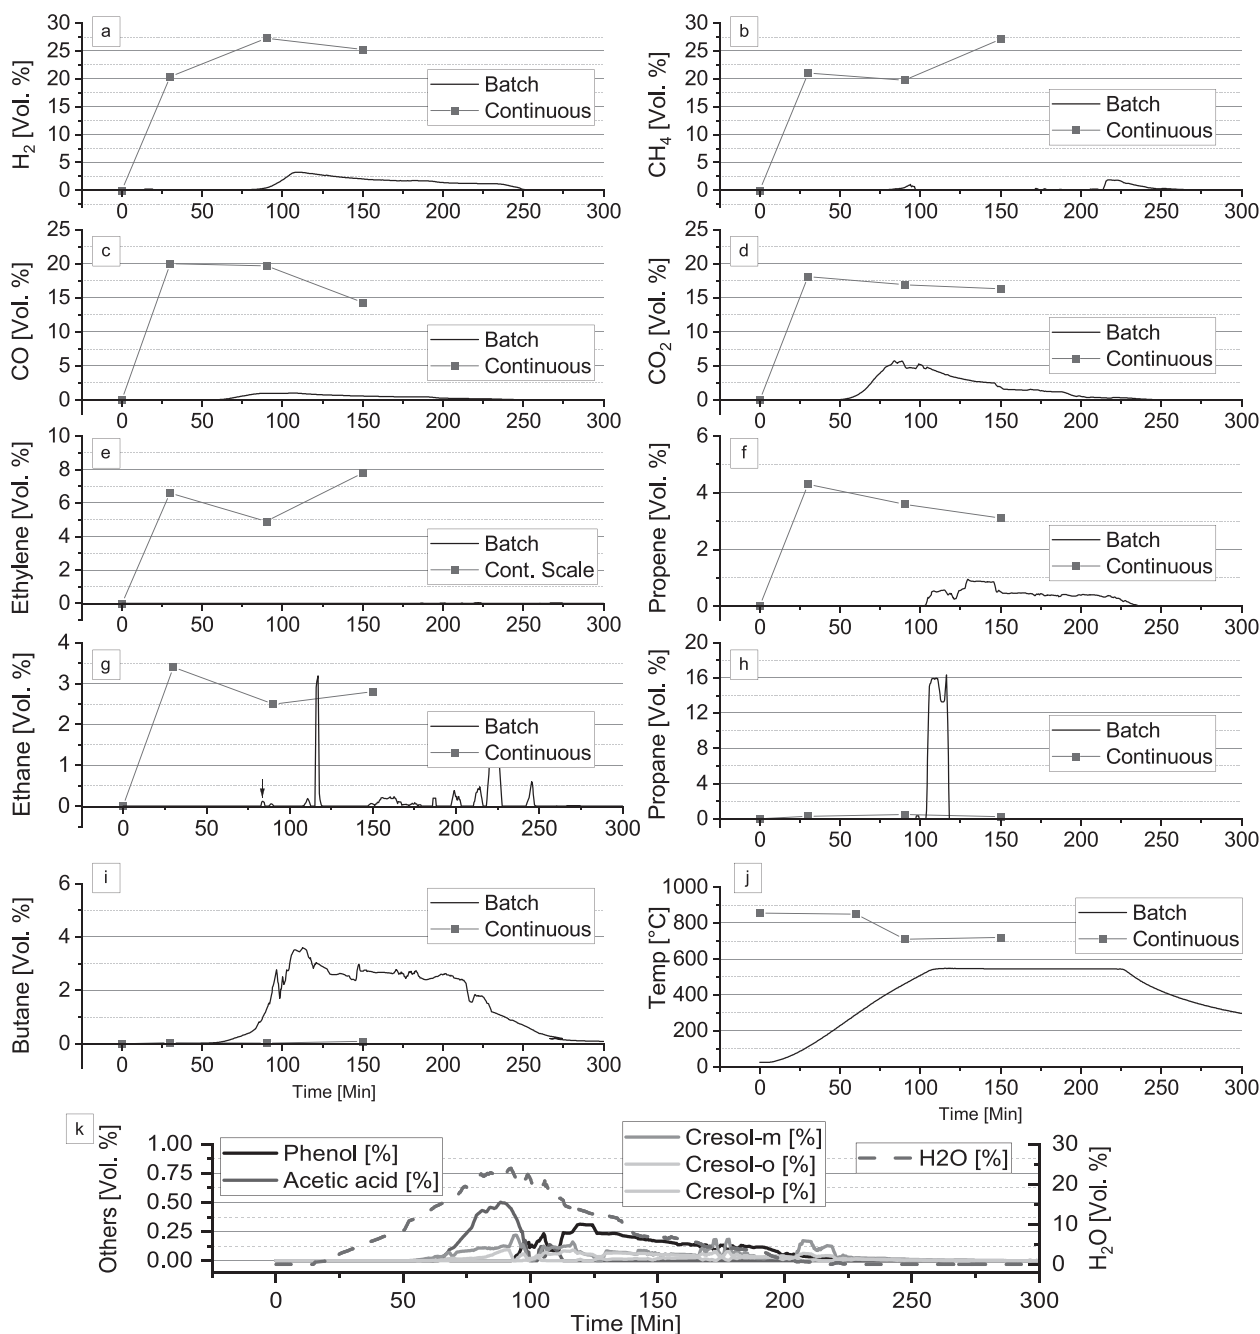 a
H2 [Vol. %]
30
25
20
15
10
5
0
Batch
Continuous
0 50 100 150 200 250 300
b
CH4 [Vol. %]
30
25
20
15
10
5
0
Batch
Continuous
0 50 100 150 200 250 300
c
CO [Vol. %]
25
20
15
10
5
0
Batch
Continuous
0 50 100 150 200 250 300
d
CO2 [Vol. %]
25
20
15
10
5
0
Batch
Continuous
0 50 100 150 200 250 300
e
Ethylene [Vol. %]
10
8
6
4
2
0
Batch
Cont. Scale
0 50 100 150 200 250 300
f
Propene [Vol. %]
6
4
2
0
Batch
Continuous
0 50 100 150 200 250 300
g
Ethane [Vol. %]
4
3
2
1
0
Batch
Continuous
0 50 100 150 200 250 300
h
Propane [Vol. %]
20
16
12
8
4
0
Batch
Continuous
0 50 100 150 200 250 300
i
Butane [Vol. %]
6
4
2
0
Batch
Continuous
0 50 100 150 200 250 300
Time [Min]
j
Temp [°C]
1000
800
600
400
200
0
Batch
Continuous
0 50 100 150 200 250 300
Time [Min]
k
Others [Vol. %]
1.00
0.75
0.50
0.25
0.00
Phenol [%]
Acetic acid [%]
Cresol-m [%]
Cresol-o [%]
Cresol-p [%]
H2O [%]
30
20
10
0
H2O [Vol. %]
0 50 100 150 200 250 300
Time [Min]